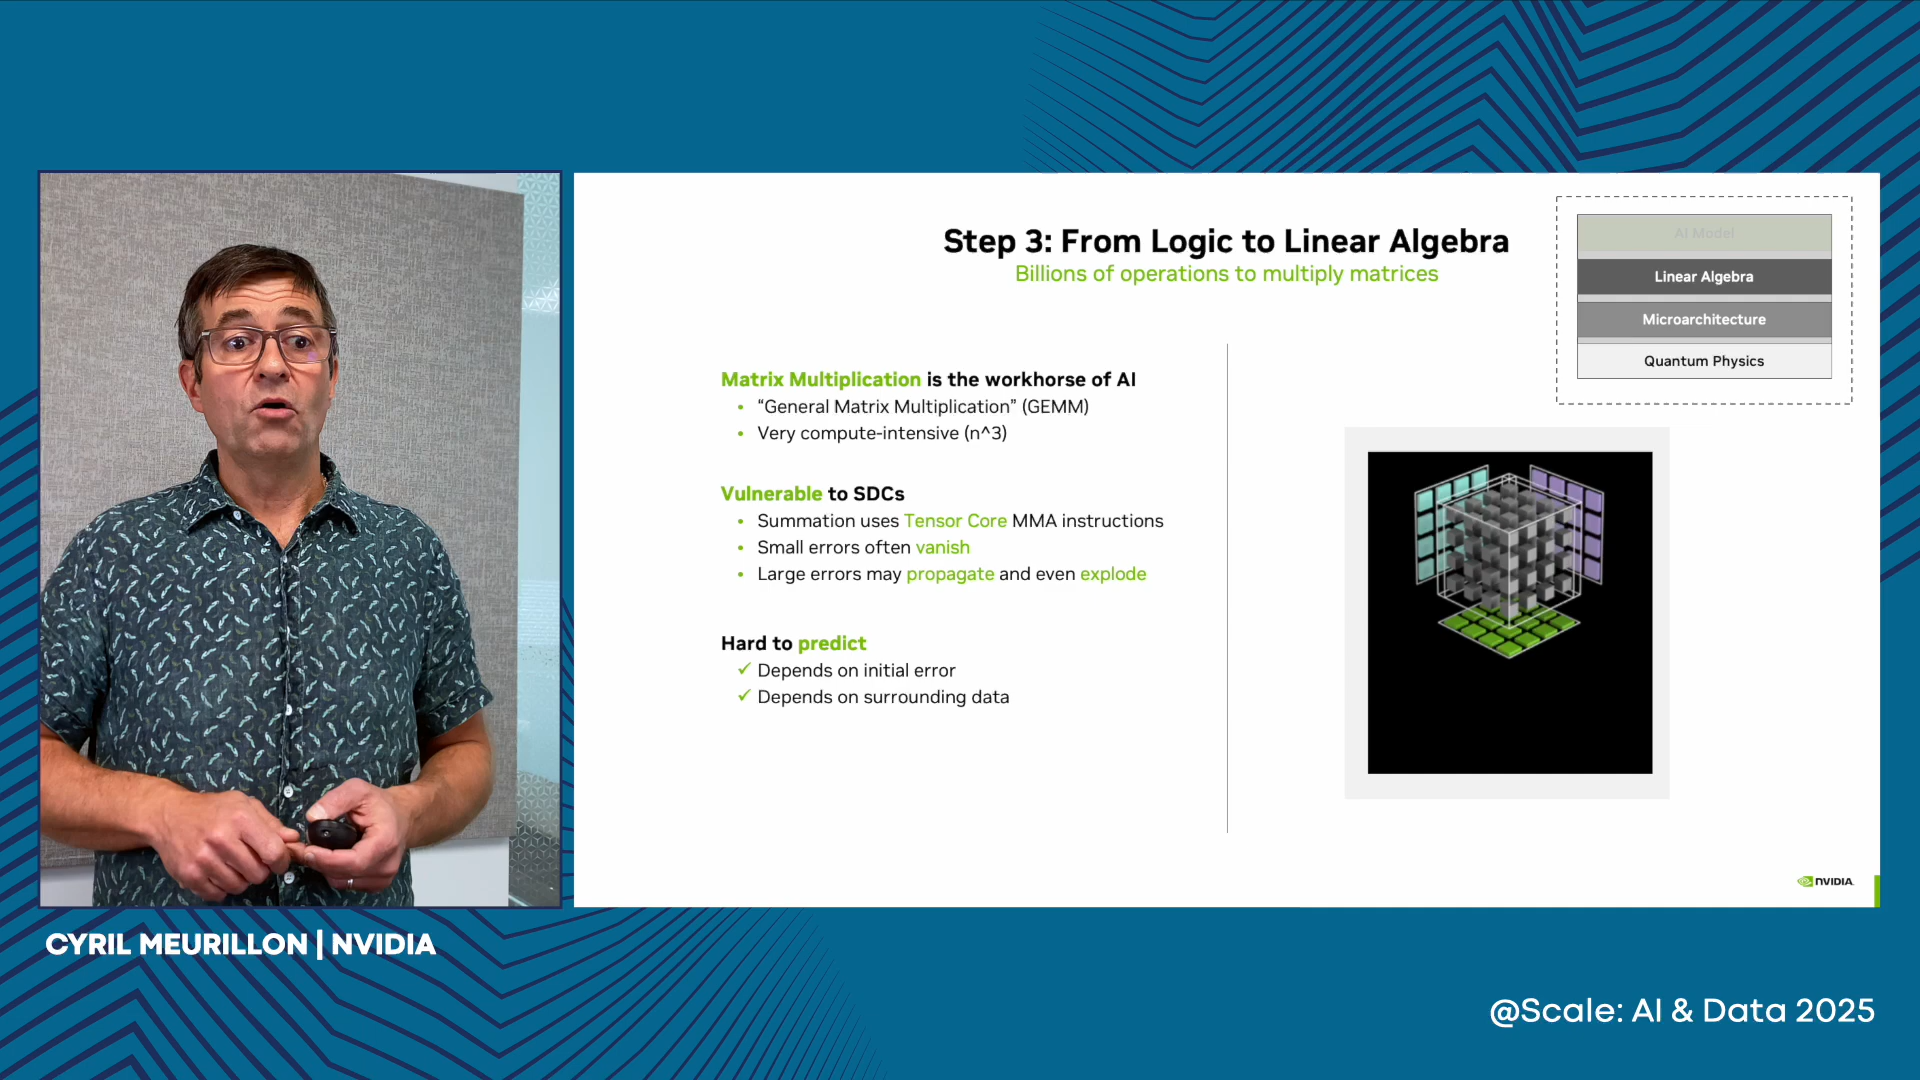 Step 3: From Logic to Linear Algebra
Billions of operations to multiply matrices
AI Model
Linear Algebra
Microarchitecture
Quantum Physics
Matrix Multiplication is the workhorse of AI
• “General Matrix Multiplication” (GEMM)
• Very compute-intensive (n^3)
Vulnerable to SDCs
• Summation uses Tensor Core MMA instructions
• Small errors often vanish
• Large errors may propagate and even explode
Hard to predict
✓ Depends on initial error
✓ Depends on surrounding data
NVIDIA
CYRIL MEURILLON | NVIDIA
@Scale: AI & Data 2025